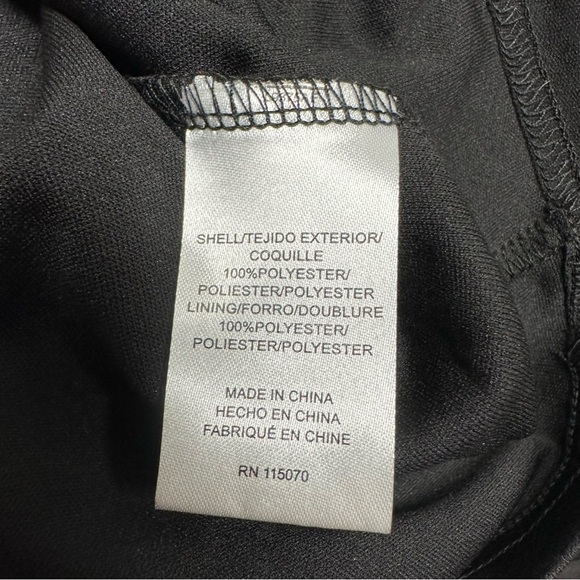 SHELL/TEJIDO EXTERIOR/
COQUILLE
100%POLYESTER/
POLIESTER/POLYESTER
LINING/FORRO/DOUBLURE
100%POLYESTER/
POLIESTER/POLYESTER
MADE IN CHINA
HECHO EN CHINA
FABRIQUÉ EN CHINE
RN 115070